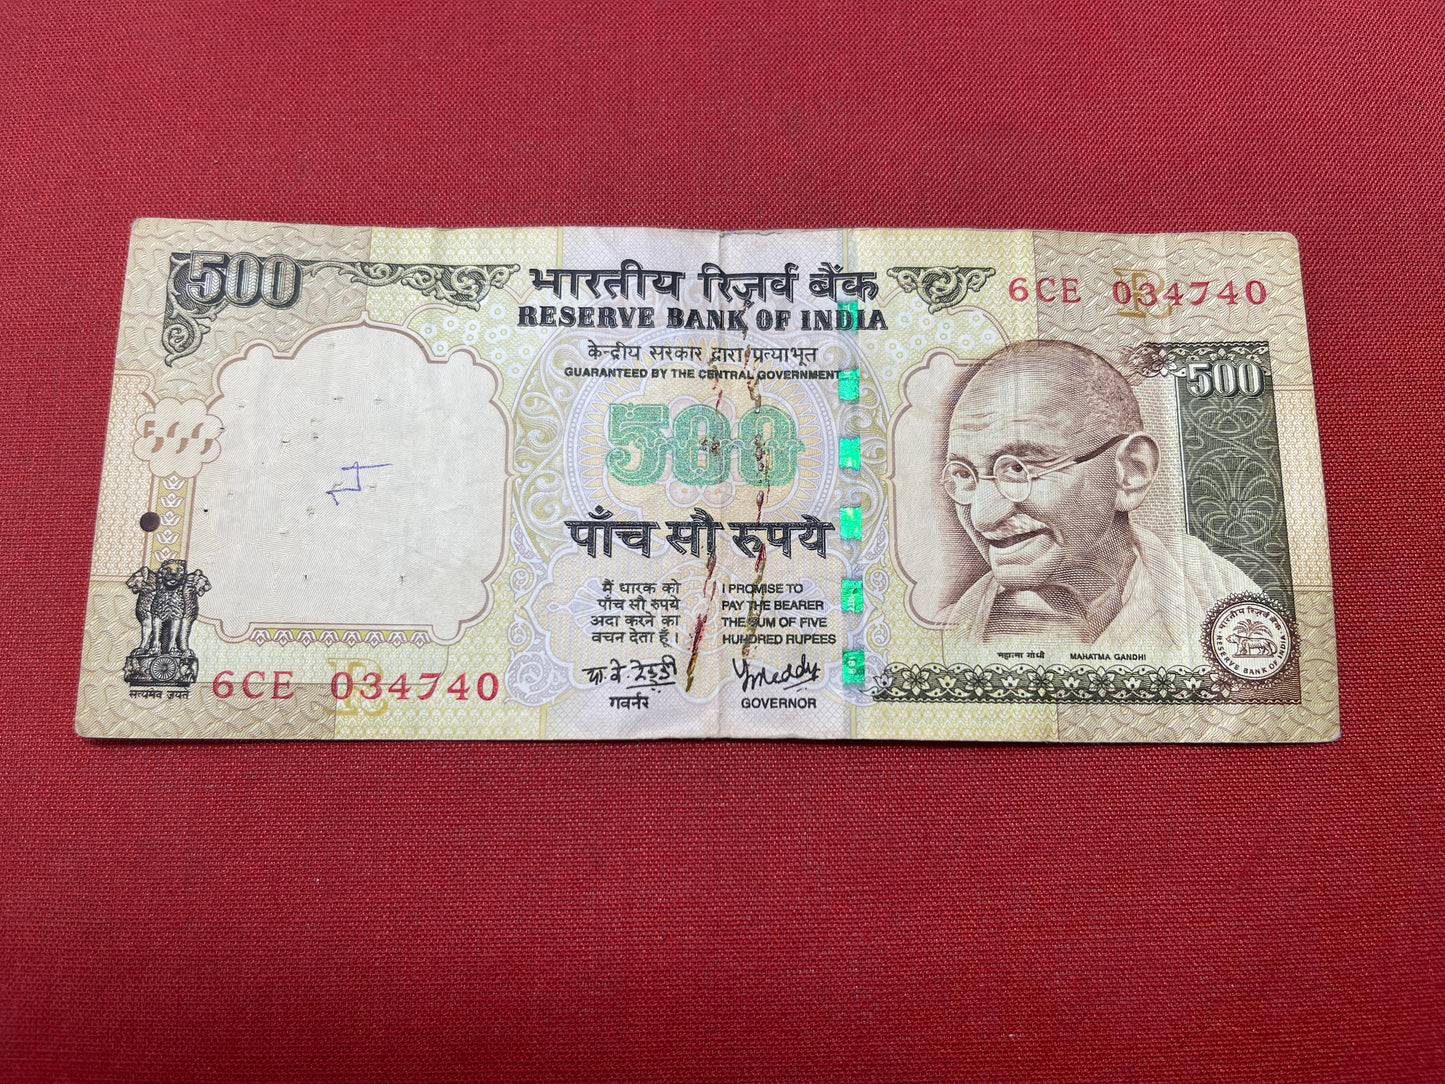 500
भारतीय रिज़र्व बैंक
RESERVE BANK OF INDIA
केन्द्रीय सरकार द्वारा प्रत्याभूत
GUARANTEED BY THE CENTRAL GOVERNMENT
6CE 034740
500
500
पाँच सौ रुपये
मैं धारक को
पाँच सौ रुपये
अदा करने का
वचन देता हूँ।
I PROMISE TO
PAY THE BEARER
THE SUM OF FIVE
HUNDRED RUPEES
या.वे.रेड्डी
गवर्नर
GOVERNOR
महात्मा गांधी
MAHATMA GANDHI
भारतीय रिज़र्व बैंक
RESERVE BANK OF INDIA
सत्यमेव जयते
6CE 034740